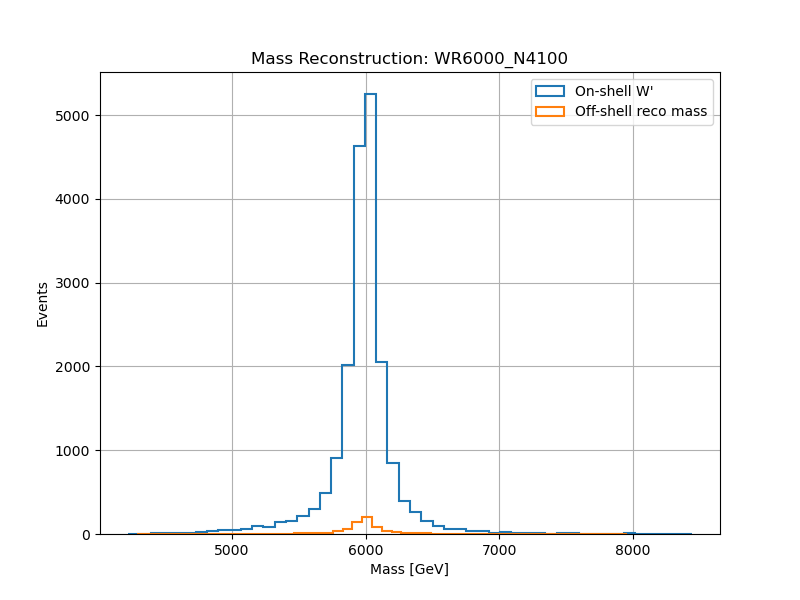 Mass Reconstruction: WR6000_N4100
On-shell W'
Off-shell reco mass
5000
4000
3000
2000
1000
0
Events
5000 6000 7000 8000
Mass [GeV]